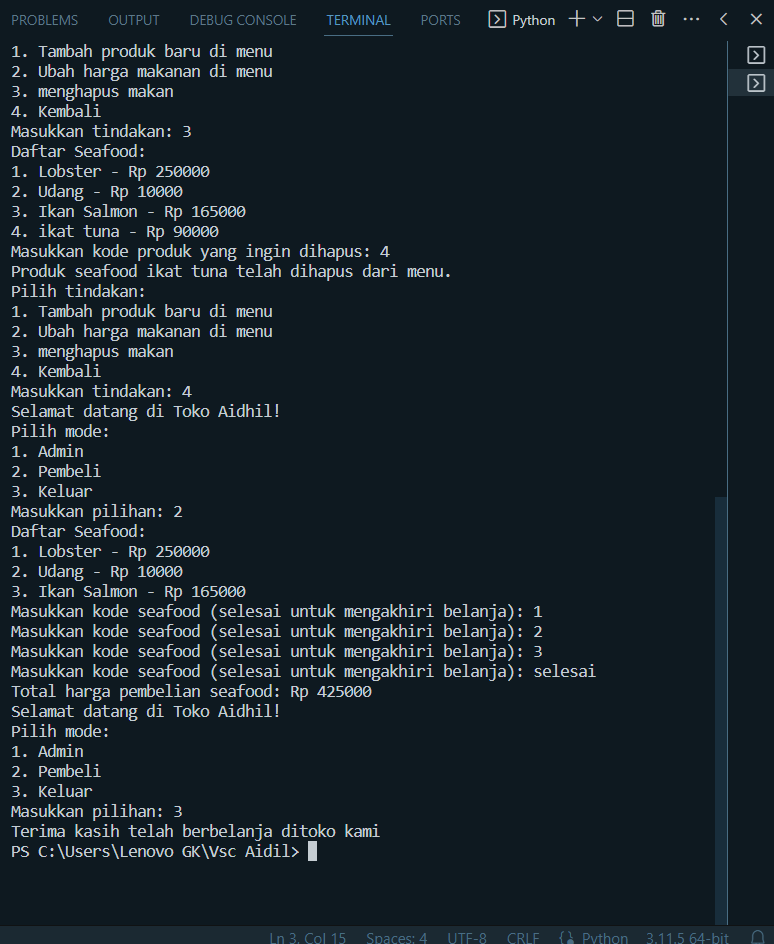 PROBLEMS OUTPUT DEBUG CONSOLE TERMINAL PORTS Python
1. Tambah produk baru di menu
2. Ubah harga makanan di menu
3. menghapus makan
4. Kembali
Masukkan tindakan: 3
Daftar Seafood:
1. Lobster - Rp 250000
2. Udang - Rp 10000
3. Ikan Salmon - Rp 165000
4. ikat tuna - Rp 90000
Masukkan kode produk yang ingin dihapus: 4
Produk seafood ikat tuna telah dihapus dari menu.
Pilih tindakan:
1. Tambah produk baru di menu
2. Ubah harga makanan di menu
3. menghapus makan
4. Kembali
Masukkan tindakan: 4
Selamat datang di Toko Aidhil!
Pilih mode:
1. Admin
2. Pembeli
3. Keluar
Masukkan pilihan: 2
Daftar Seafood:
1. Lobster - Rp 250000
2. Udang - Rp 10000
3. Ikan Salmon - Rp 165000
Masukkan kode seafood (selesai untuk mengakhiri belanja): 1
Masukkan kode seafood (selesai untuk mengakhiri belanja): 2
Masukkan kode seafood (selesai untuk mengakhiri belanja): 3
Masukkan kode seafood (selesai untuk mengakhiri belanja): selesai
Total harga pembelian seafood: Rp 425000
Selamat datang di Toko Aidhil!
Pilih mode:
1. Admin
2. Pembeli
3. Keluar
Masukkan pilihan: 3
Terima kasih telah berbelanja ditoko kami
PS C:\Users\Lenovo GK\Vsc Aidil>
Ln 3, Col 15 Spaces: 4 UTF-8 CRLF Python 3.11.5 64-bit